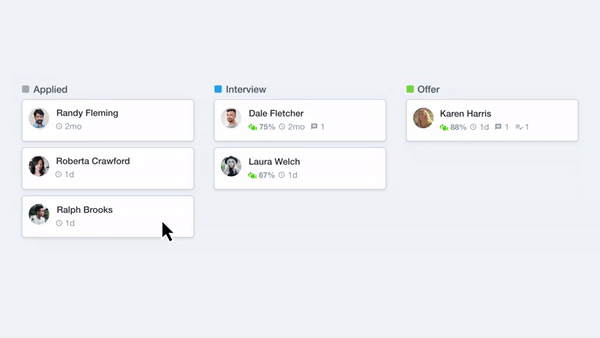 Applied
Randy Fleming
2mo
Roberta Crawford
1d
Ralph Brooks
1d
Interview
Dale Fletcher
75% 2mo 1
Laura Welch
67% 1d
Offer
Karen Harris
88% 1d 1 1